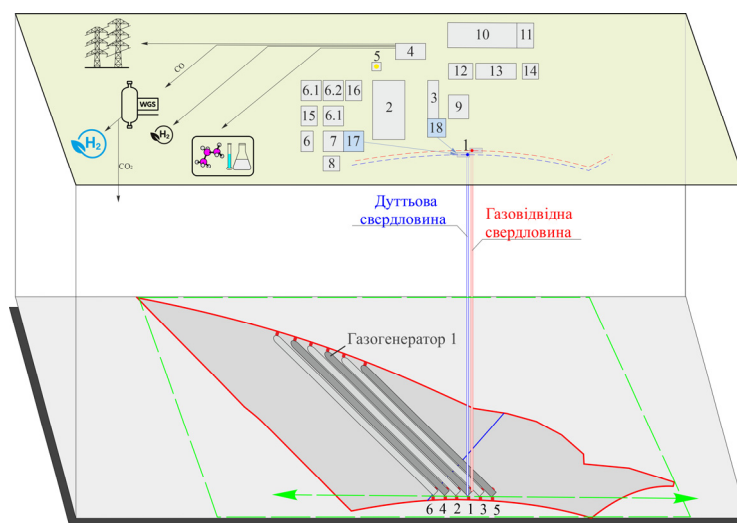 10 11
4
5
CO
12 13 14
6.1 6.2 16
3
WGS
2
9
15 6.1
18
H₂
H₂
6 7 17
1
8
CO₂
Дуттьова
свердловина
Газовідвідна
свердловина
Газогенератор 1
6 4 2 1 3 5